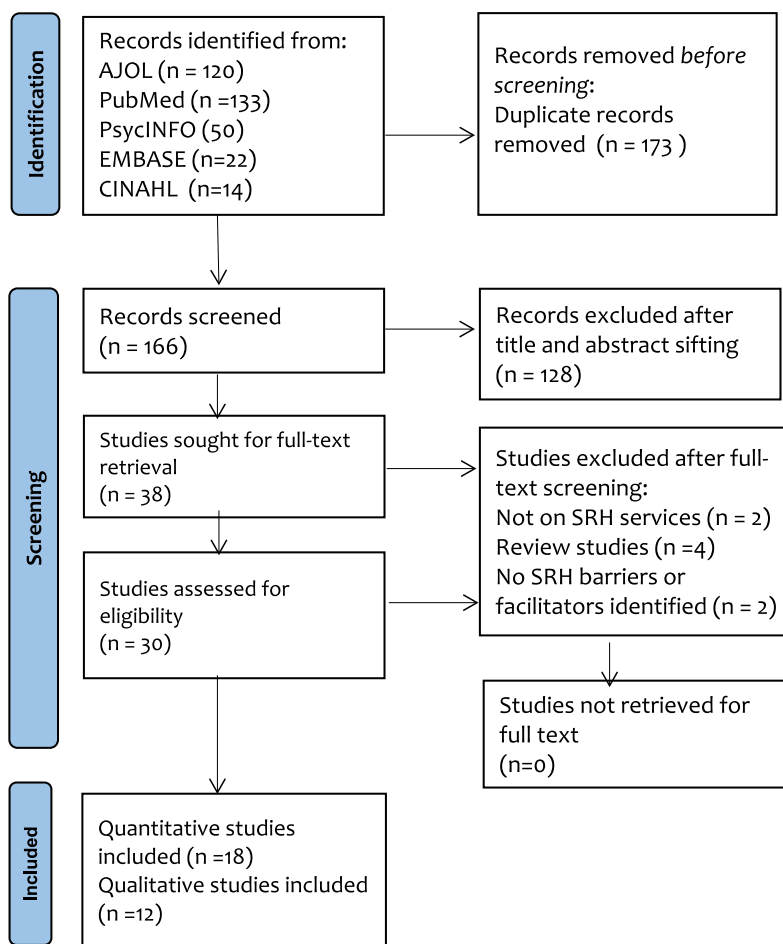 Identification
Records identified from:
AJOL (n = 120)
PubMed (n =133)
PsycINFO (50)
EMBASE (n=22)
CINAHL (n=14)
Records removed before
screening:
Duplicate records
removed (n = 173 )
Screening
Records screened
(n = 166)
Records excluded after
title and abstract sifting
(n = 128)
Studies sought for full-text
retrieval
(n = 38)
Studies excluded after full-
text screening:
Not on SRH services (n = 2)
Review studies (n =4)
No SRH barriers or
facilitators identified (n = 2)
Studies assessed for
eligibility
(n = 30)
Studies not retrieved for
full text
(n=0)
Included
Quantitative studies
included (n =18)
Qualitative studies included
(n =12)